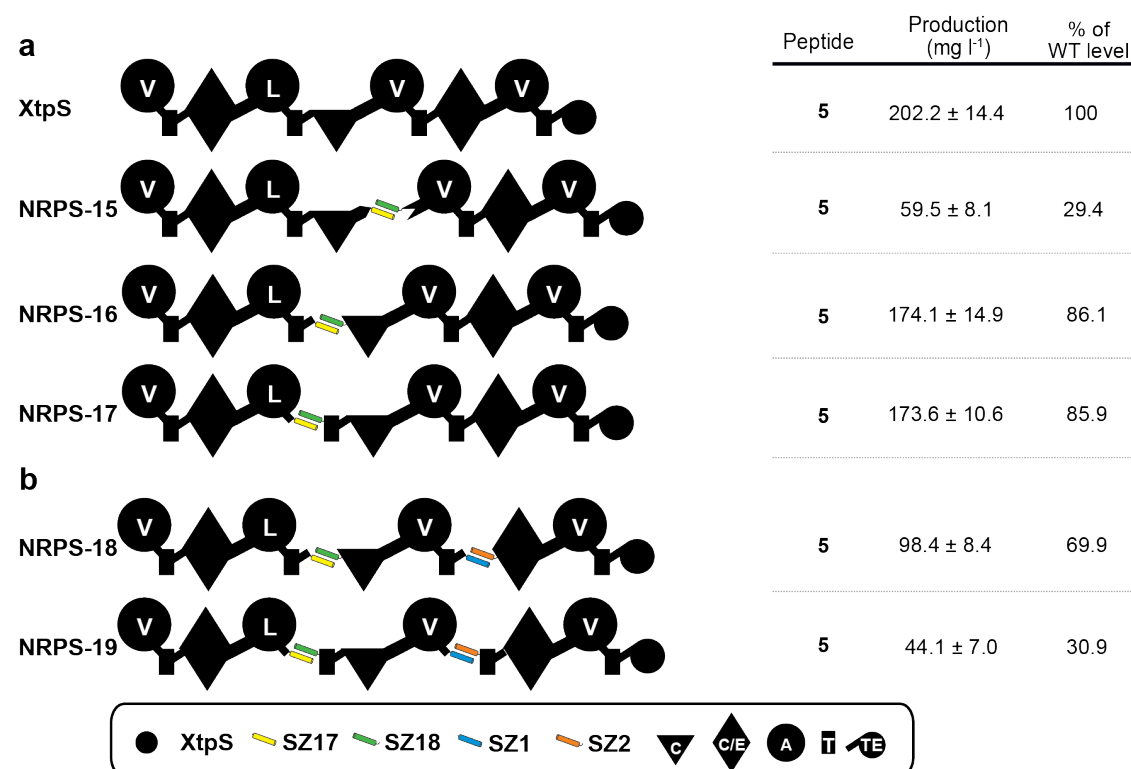 a
Peptide
Production
(mg l-1)
% of
WT level
XtpS
V
L
V
V
5
202.2 ± 14.4
100
NRPS-15
V
L
V
V
5
59.5 ± 8.1
29.4
NRPS-16
V
L
V
V
5
174.1 ± 14.9
86.1
NRPS-17
V
L
V
V
5
173.6 ± 10.6
85.9
b
NRPS-18
V
L
V
V
5
98.4 ± 8.4
69.9
NRPS-19
V
L
V
V
5
44.1 ± 7.0
30.9
XtpS
SZ17
SZ18
SZ1
SZ2
C
C/E
A
T
TE